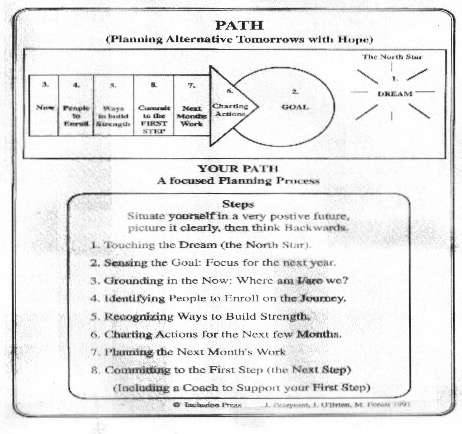 PATH
(Planning Alternative Tomorrows with Hope)
The North Star
1.
DREAM
3.
Now
4.
People
to
Enroll
5.
Ways
to build
Strength
8.
Commit
to the
FIRST
STEP
7.
Next
Months
Work
6.
Charting
Actions
2.
GOAL
YOUR PATH
A focused Planning Process
Steps
Situate yourself in a very postive future,
picture it clearly, then think Backwards.
1. Touching the Dream (the North Star).
2. Sensing the Goal: Focus for the next year.
3. Grounding in the Now: Where am I/are we?
4. Identifying People to Enroll on the Journey.
5. Recognizing Ways to Build Strength.
6. Charting Actions for the Next few Months.
7. Planning the Next Month's Work
8. Committing to the First Step (the Next Step)
(Including a Coach to Support your First Step)
© Inclusion Press J. Pearpoint, J. O'Brien, M. Forest 1991